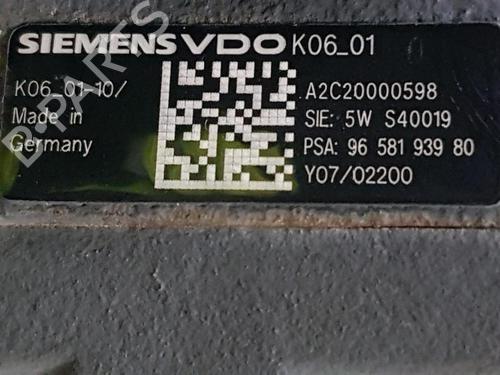 SIEMENS VDO K06_01
K06_01-10/
Made in
Germany
A2C20000598
SIE: 5W S40019
PSA: 96 581 939 80
Y07/02200
B-PARTS